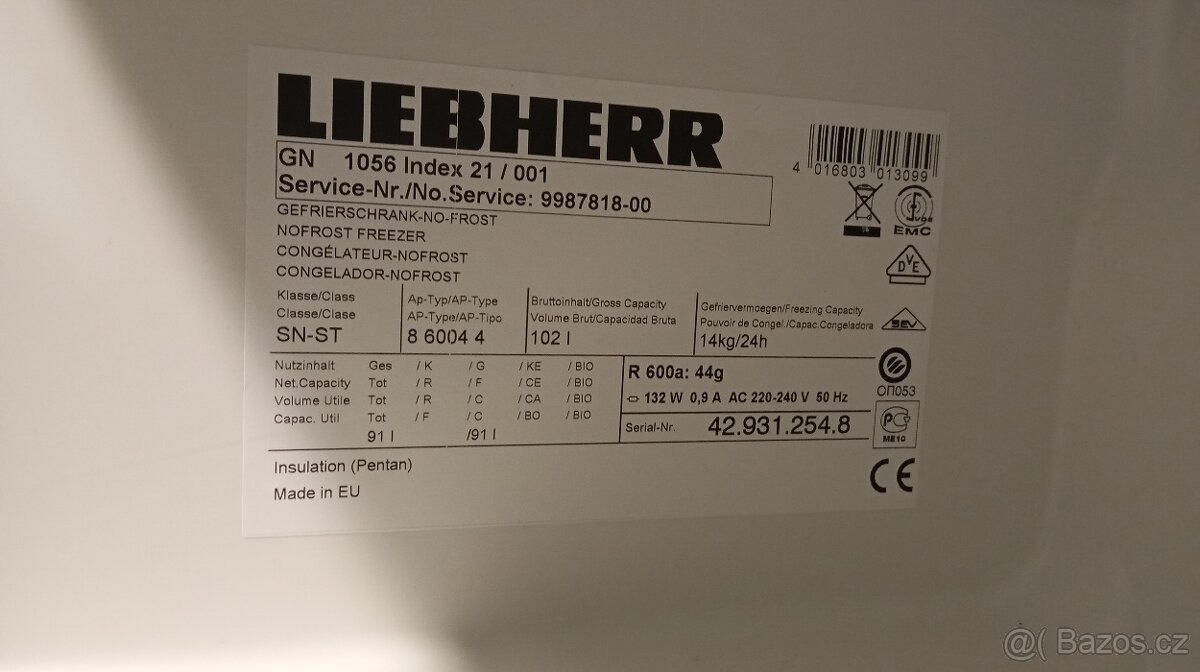 LIEBHERR
GN 1056 Index 21 / 001
Service-Nr./No.Service: 9987818-00
4 016803 013099
VDE
EMC
GEFRIERSCHRANK-NO-FROST
NOFROST FREEZER
CONGÉLATEUR-NOFROST
CONGELADOR-NOFROST
DVE
Klasse/Class
Classe/Clase
SN-ST
Ap-Typ/AP-Type
AP-Type/AP-Tipo
8 6004 4
Bruttoinhalt/Gross Capacity
Volume Brut/Capacidad Bruta
102 l
Gefriervermoegen/Freezing Capacity
Pouvoir de Congel./Capac.Congeladora
14kg/24h
SEV
Nutzinhalt Ges / K / G / KE / BIO
Net.Capacity Tot / R / F / CE / BIO
Volume Utile Tot / R / C / CA / BIO
Capac. Util Tot / F / C / BO / BIO
91 l /91 l
R 600a: 44g
132 W 0,9 A AC 220-240 V 50 Hz
Serial-Nr. 42.931.254.8
ОП053
РС
МЕ10
CE
Insulation (Pentan)
Made in EU
@( Bazos.cz